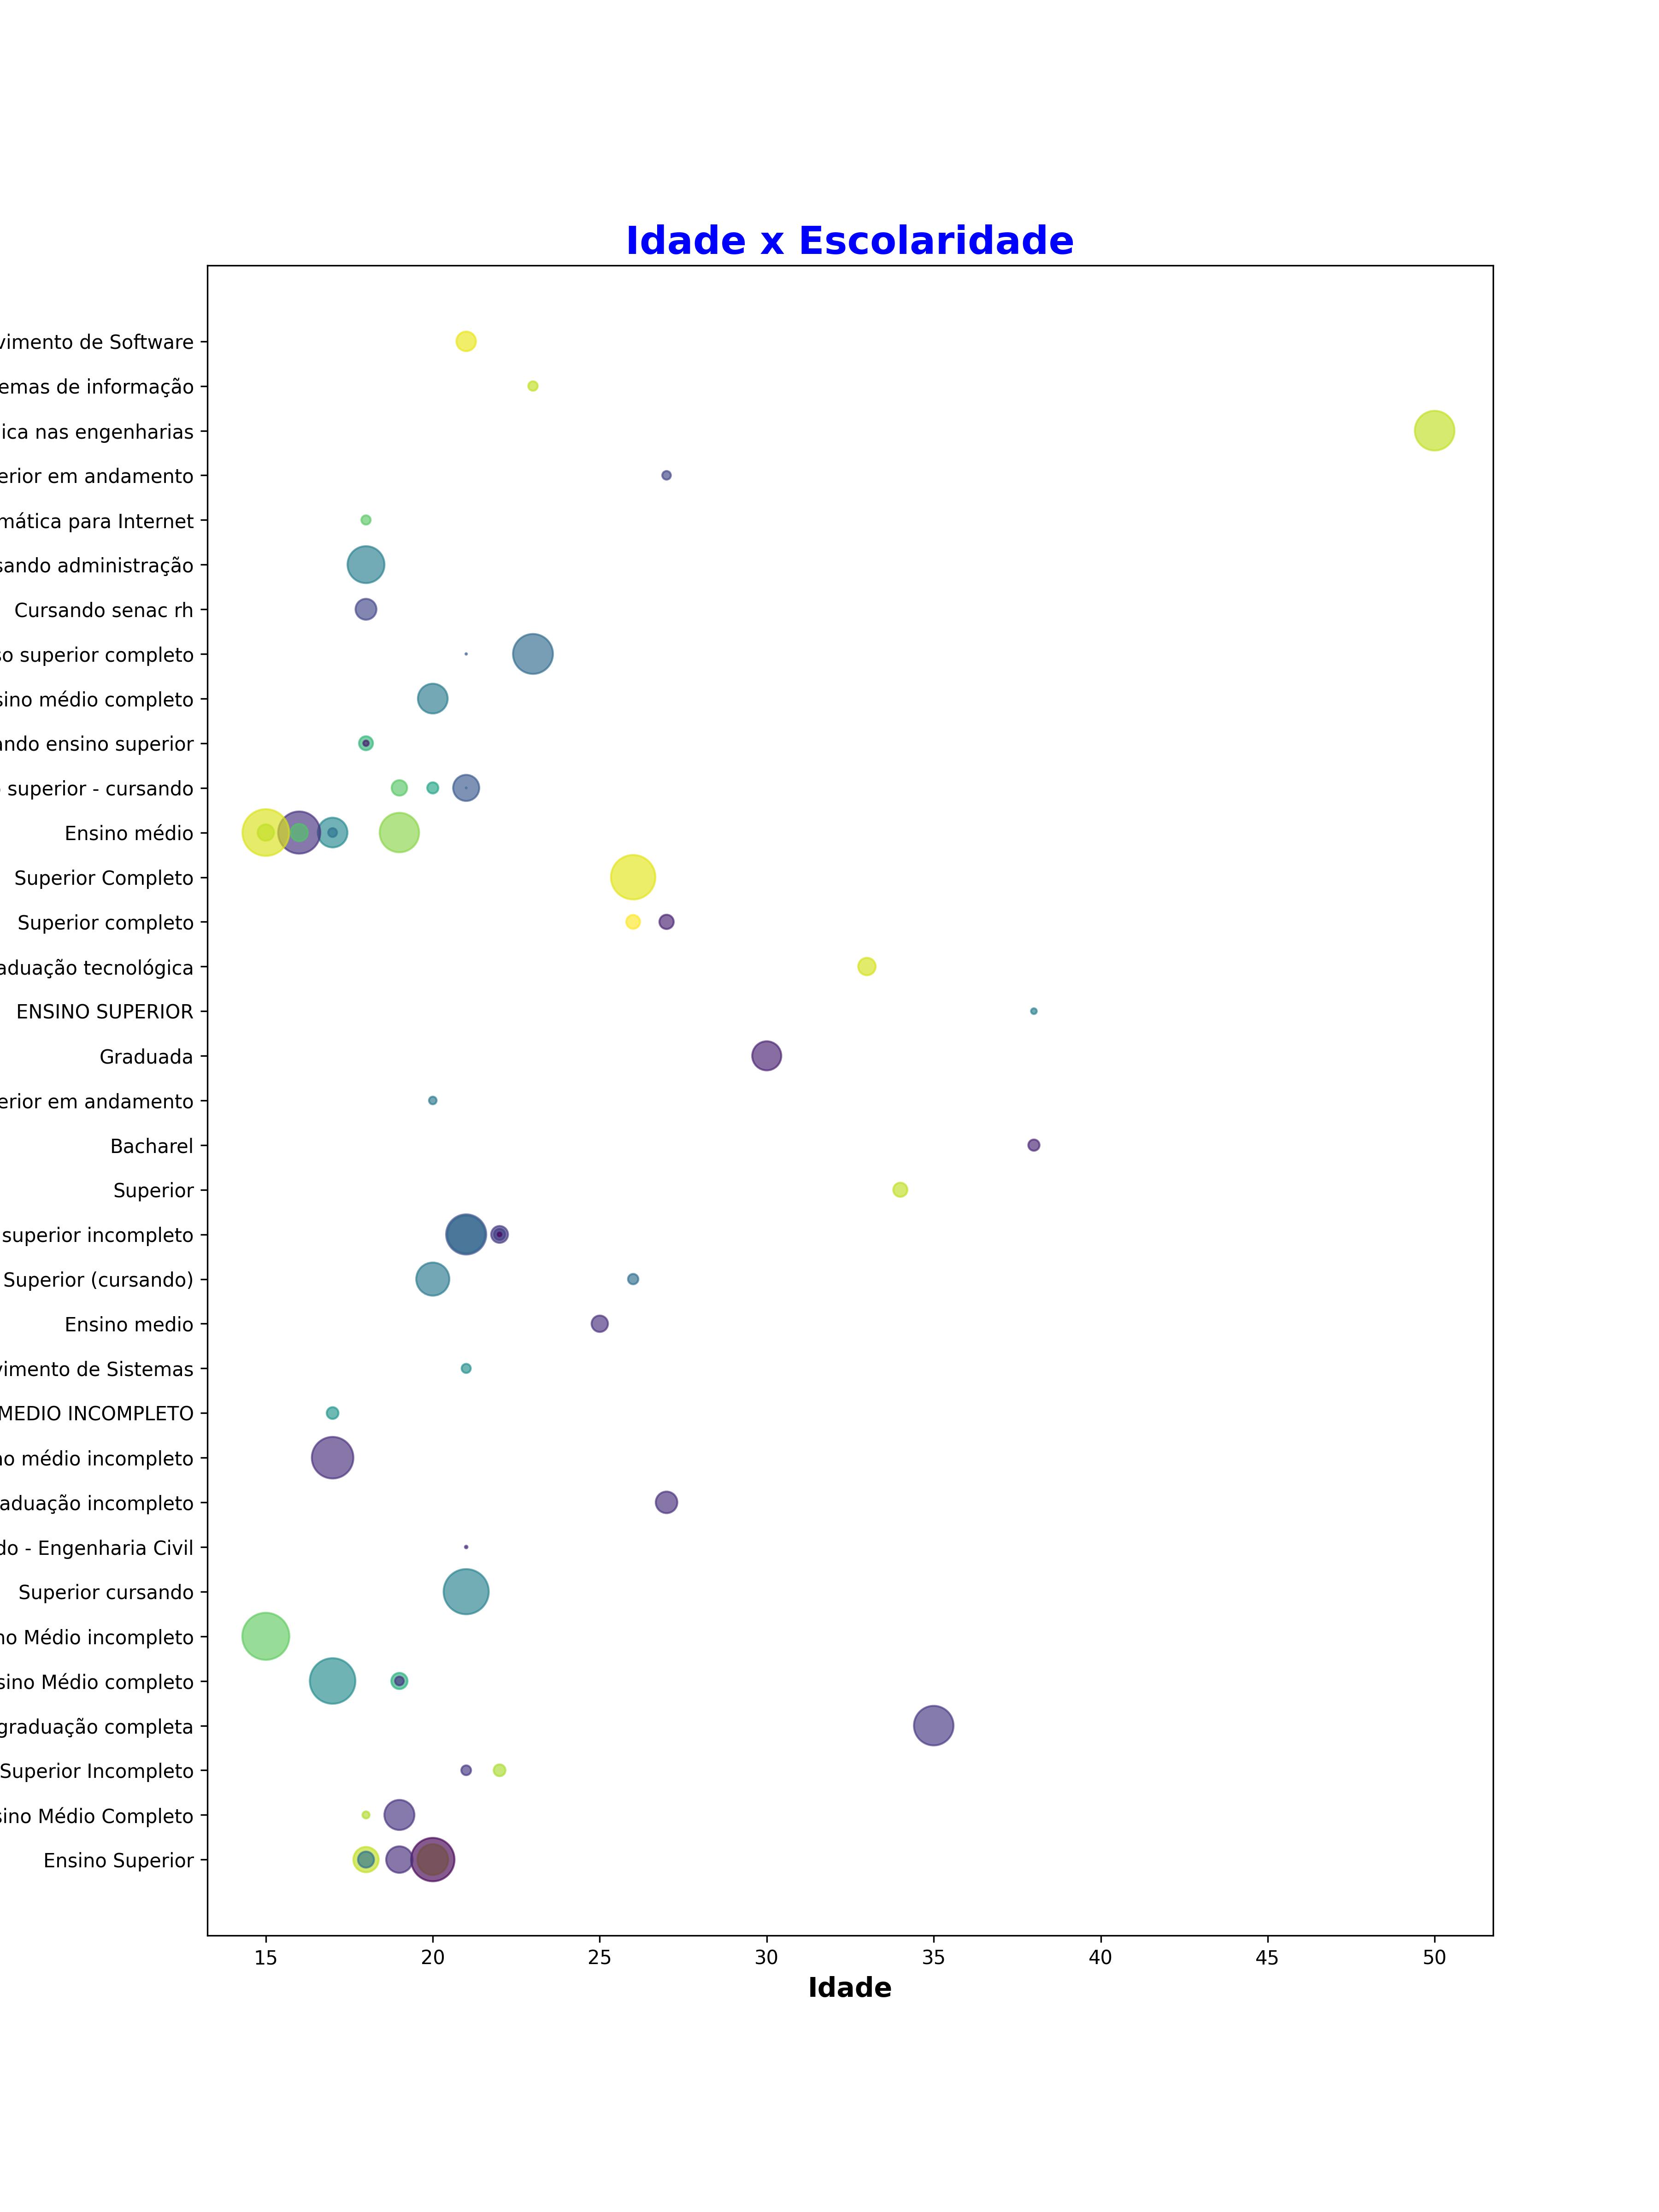 Idade x Escolaridade
vimento de Software
emas de informação
ica nas engenharias
erior em andamento
mática para Internet
sando administração
Cursando senac rh
so superior completo
sino médio completo
ando ensino superior
superior - cursando
Ensino médio
Superior Completo
Superior completo
aduação tecnológica
ENSINO SUPERIOR
Graduada
erior em andamento
Bacharel
Superior
superior incompleto
Superior (cursando)
Ensino medio
vimento de Sistemas
MEDIO INCOMPLETO
no médio incompleto
aduação incompleto
do - Engenharia Civil
Superior cursando
no Médio incompleto
sino Médio completo
graduação completa
Superior Incompleto
sino Médio Completo
Ensino Superior
15 20 25 30 35 40 45 50
Idade